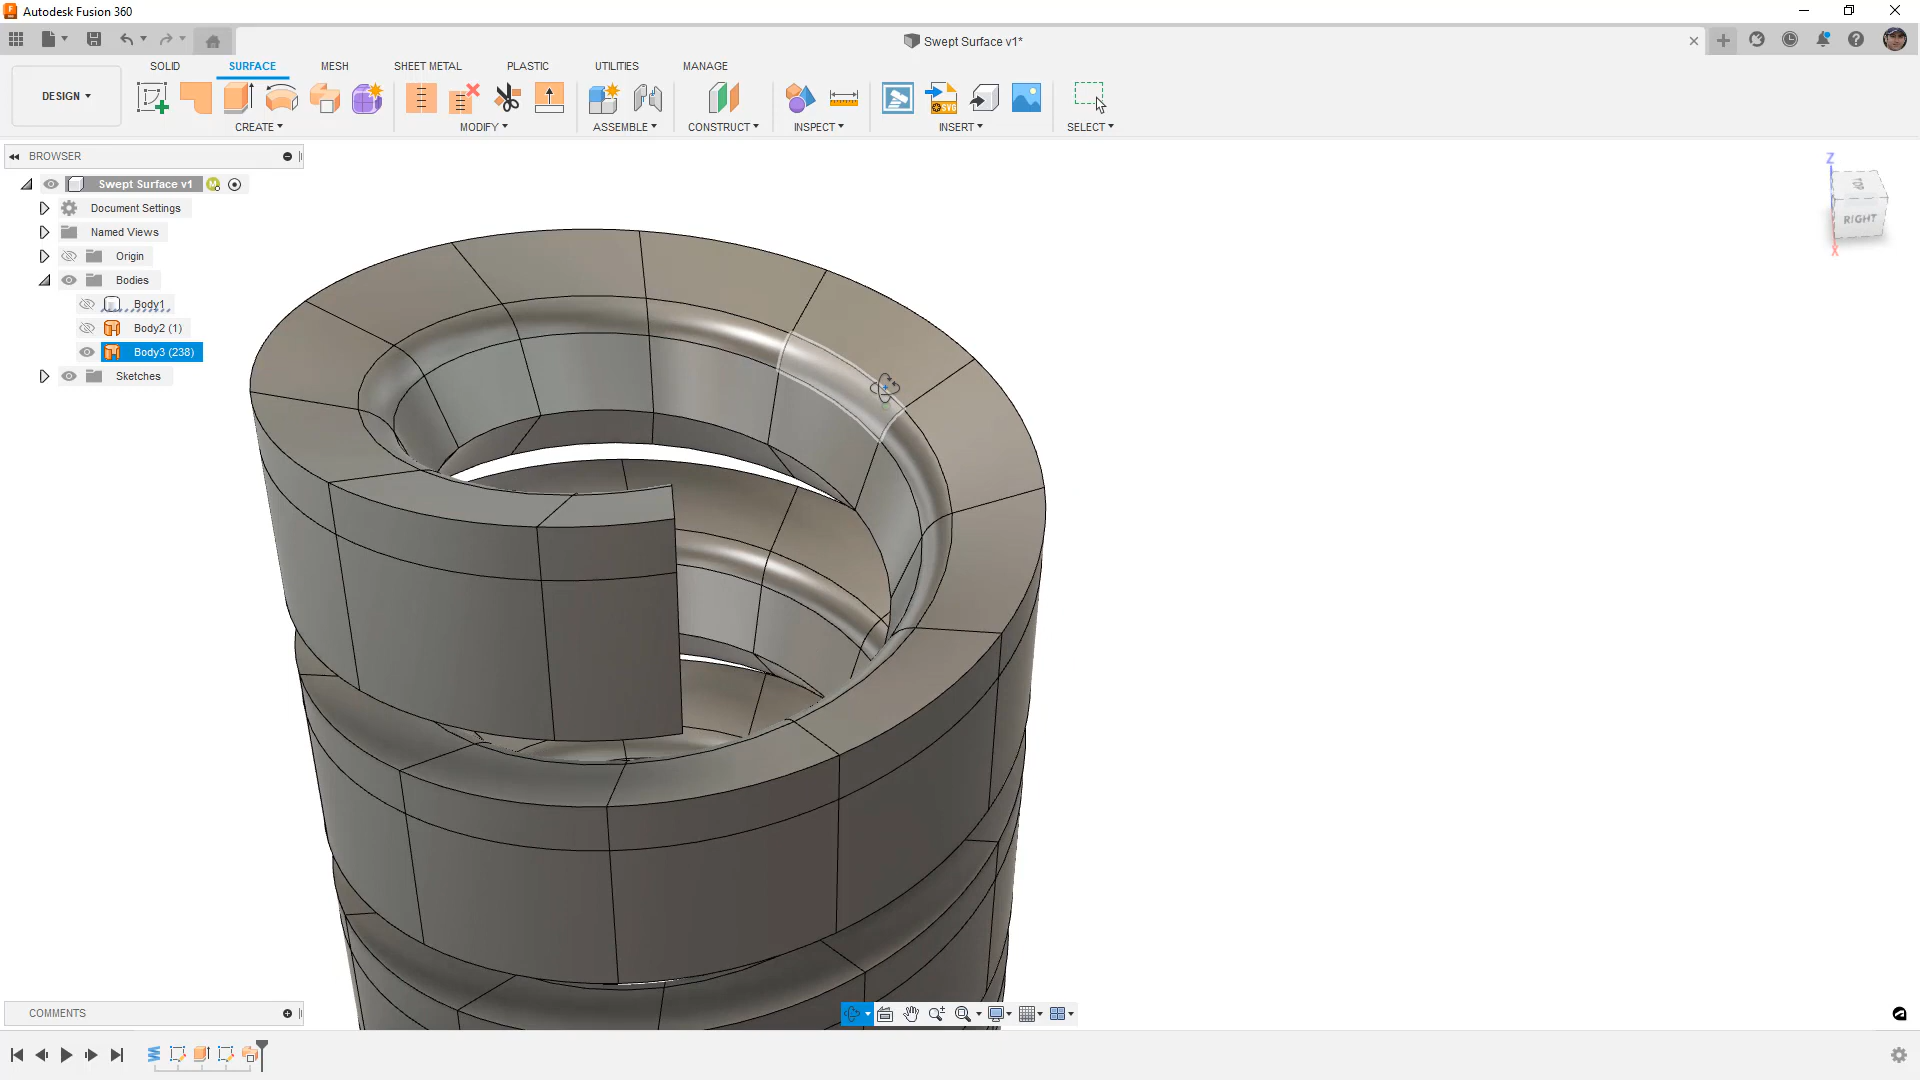 Autodesk Fusion 360
Swept Surface v1*
SOLID SURFACE MESH SHEET METAL PLASTIC UTILITIES MANAGE
DESIGN
SVG
CREATE MODIFY ASSEMBLE CONSTRUCT INSPECT INSERT SELECT
BROWSER
Swept Surface v1
Document Settings
Named Views
Origin
Bodies
Body1
Body2 (1)
Body3 (238)
Sketches
Z
TOP
RIGHT
X
COMMENTS